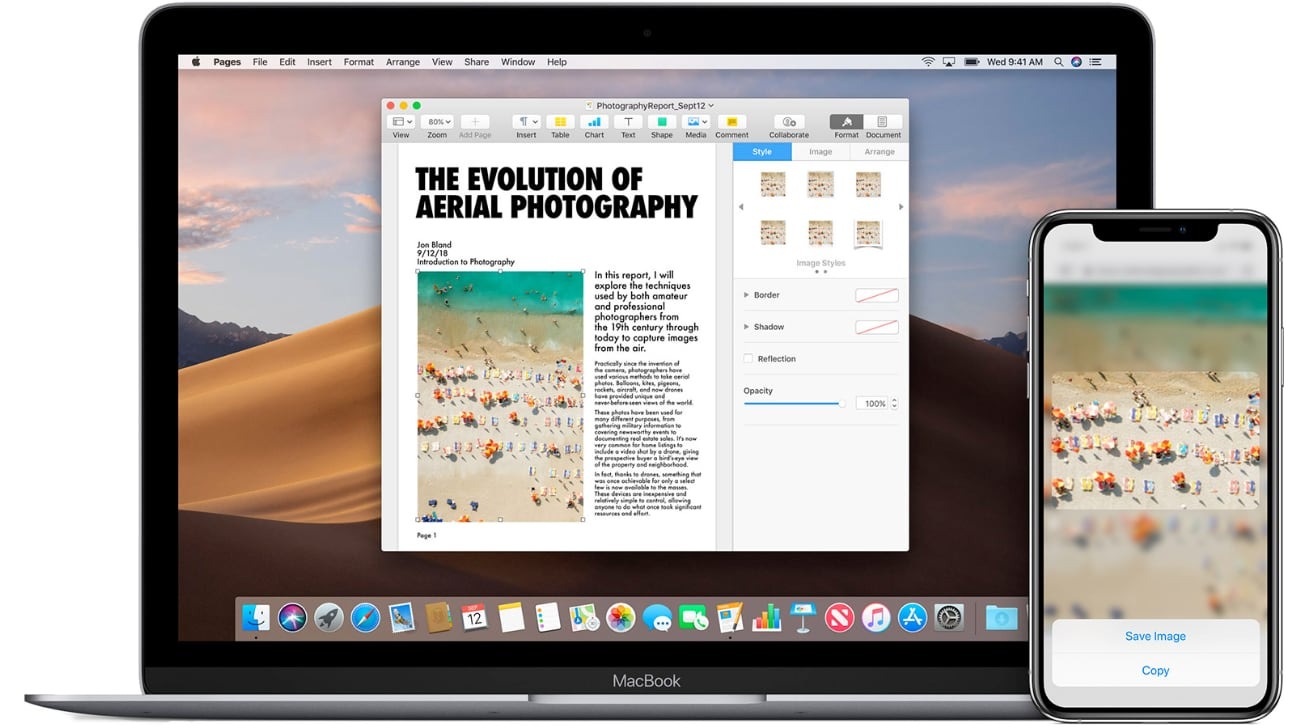 Pages File Edit Insert Format Arrange View Share Window Help
Wed 9:41 AM
PhotographyReport_Sept12
80%
View Zoom Add Page Insert Table Chart Text Shape Media Comment Collaborate Format Document
Style Image Arrange
THE EVOLUTION OF
AERIAL PHOTOGRAPHY
Jon Bland
9/12/18
Introduction to Photography
In this report, I will
explore the techniques
used by both amateur
and professional
photographers from
the 19th century through
today to capture images
from the air.
Practically since the invention of
the camera, photographers have
used various methods to take aerial
photos. Balloons, kites, pigeons,
rockets, aircraft, and now drones
have provided unique and
never-before-seen views of the world.
These photos have been used for
many different purposes, from
gathering military information to
covering newsworthy events to
documenting real estate sales. It's now
very common for home listings to
include a video shot by a drone, giving
the prospective buyer a bird's-eye view
of the property and neighborhood.
In fact, thanks to drones, something that
was once achievable for only a select
few is now available to the masses.
These devices are inexpensive and
relatively simple to control, allowing
anyone to do what once took significant
resources and effort.
Page 1
Image Styles
Border
Shadow
Reflection
Opacity
100%
SEP
12
MacBook
Save Image
Copy